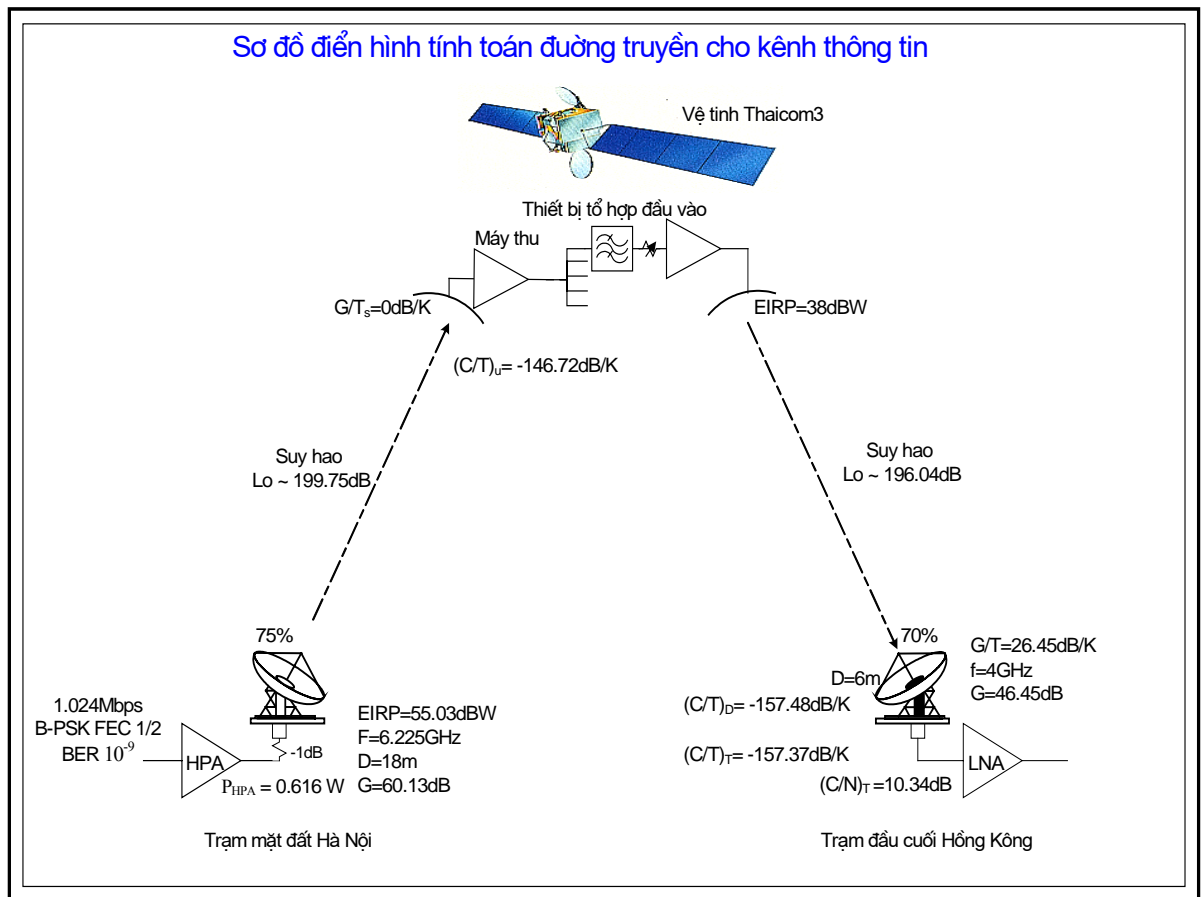 Sơ đồ điển hình tính toán đuờng truyền cho kênh thông tin
Vệ tinh Thaicom3
Thiết bị tổ hợp đầu vào
Máy thu
G/Ts=0dB/K
EIRP=38dBW
(C/T)u= -146.72dB/K
Suy hao
Lo ~ 199.75dB
Suy hao
Lo ~ 196.04dB
75%
1.024Mbps
B-PSK FEC 1/2
BER 10⁻⁹
HPA
-1dB
PHPA = 0.616 W
EIRP=55.03dBW
F=6.225GHz
D=18m
G=60.13dB
Trạm mặt đất Hà Nội
70%
D=6m
G/T=26.45dB/K
f=4GHz
G=46.45dB
(C/T)D= -157.48dB/K
(C/T)T= -157.37dB/K
(C/N)T =10.34dB
LNA
Trạm đầu cuối Hồng Kông